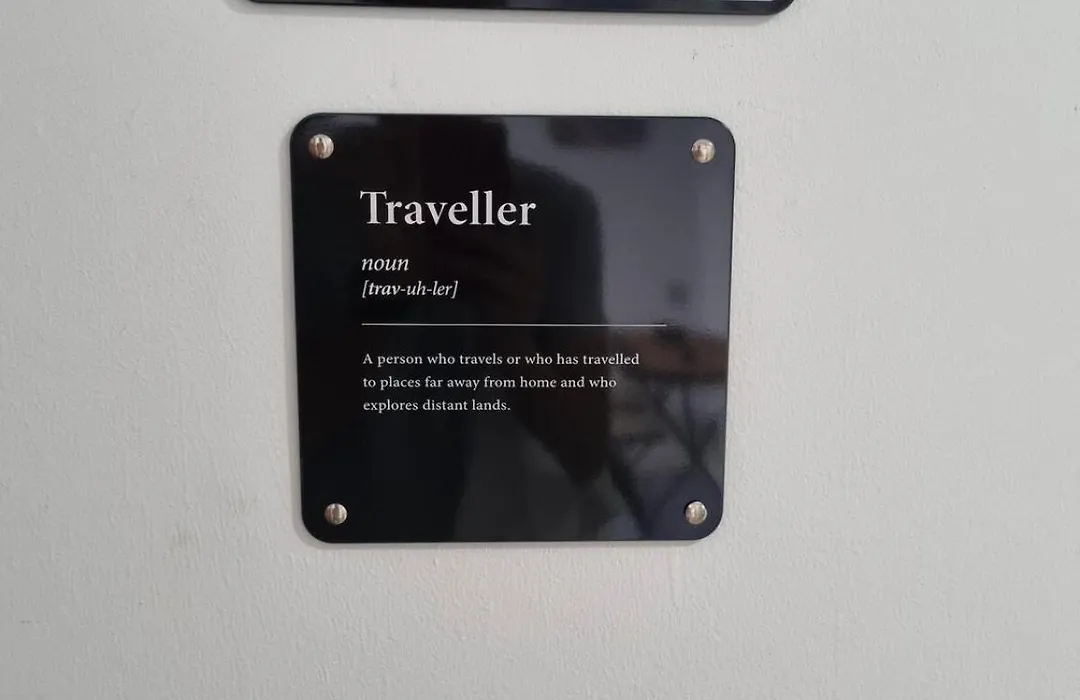 Traveller
noun
[trav-uh-ler]
A person who travels or who has travelled
to places far away from home and who
explores distant lands.